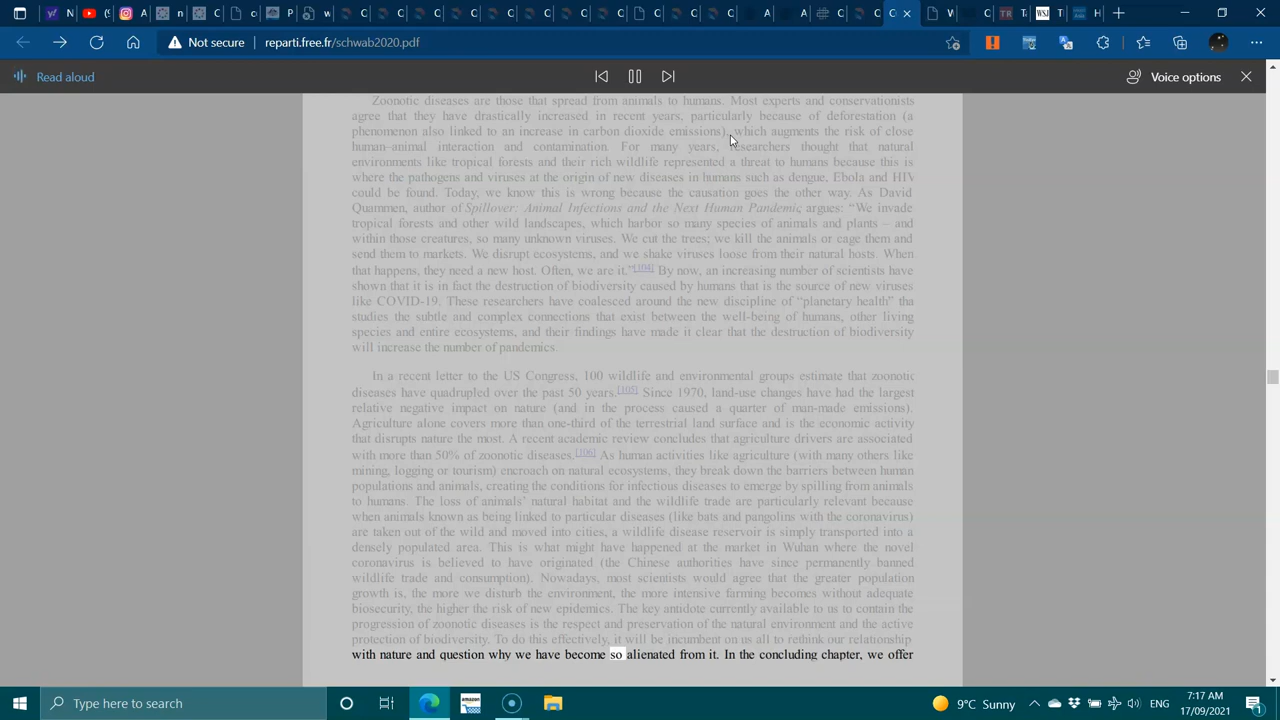 Not secure
reparti.free.fr/schwab2020.pdf
Read aloud
Voice options
Zoonotic diseases are those that spread from animals to humans. Most experts and conservationists
agree that they have drastically increased in recent years, particularly because of deforestation (a
phenomenon also linked to an increase in carbon dioxide emissions), which augments the risk of close
human–animal interaction and contamination. For many years, researchers thought that natural
environments like tropical forests and their rich wildlife represented a threat to humans because this is
where the pathogens and viruses at the origin of new diseases in humans such as dengue, Ebola and HIV
could be found. Today, we know this is wrong because the causation goes the other way. As David
Quammen, author of Spillover: Animal Infections and the Next Human Pandemic argues: “We invade
tropical forests and other wild landscapes, which harbor so many species of animals and plants – and
within those creatures, so many unknown viruses. We cut the trees; we kill the animals or cage them and
send them to markets. We disrupt ecosystems, and we shake viruses loose from their natural hosts. When
that happens, they need a new host. Often, we are it.”[104] By now, an increasing number of scientists have
shown that it is in fact the destruction of biodiversity caused by humans that is the source of new viruses
like COVID-19. These researchers have coalesced around the new discipline of “planetary health” tha
studies the subtle and complex connections that exist between the well-being of humans, other living
species and entire ecosystems, and their findings have made it clear that the destruction of biodiversity
will increase the number of pandemics.
In a recent letter to the US Congress, 100 wildlife and environmental groups estimate that zoonotic
diseases have quadrupled over the past 50 years.[105] Since 1970, land-use changes have had the largest
relative negative impact on nature (and in the process caused a quarter of man-made emissions).
Agriculture alone covers more than one-third of the terrestrial land surface and is the economic activity
that disrupts nature the most. A recent academic review concludes that agriculture drivers are associated
with more than 50% of zoonotic diseases.[106] As human activities like agriculture (with many others like
mining, logging or tourism) encroach on natural ecosystems, they break down the barriers between human
populations and animals, creating the conditions for infectious diseases to emerge by spilling from animals
to humans. The loss of animals’ natural habitat and the wildlife trade are particularly relevant because
when animals known as being linked to particular diseases (like bats and pangolins with the coronavirus)
are taken out of the wild and moved into cities, a wildlife disease reservoir is simply transported into a
densely populated area. This is what might have happened at the market in Wuhan where the novel
coronavirus is believed to have originated (the Chinese authorities have since permanently banned
wildlife trade and consumption). Nowadays, most scientists would agree that the greater population
growth is, the more we disturb the environment, the more intensive farming becomes without adequate
biosecurity, the higher the risk of new epidemics. The key antidote currently available to us to contain the
progression of zoonotic diseases is the respect and preservation of the natural environment and the active
protection of biodiversity. To do this effectively, it will be incumbent on us all to rethink our relationship
with nature and question why we have become so alienated from it. In the concluding chapter, we offer
Type here to search
amazon
9°C Sunny
ENG
7:17 AM
17/09/2021